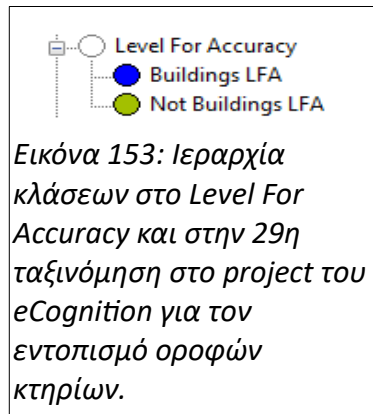 Level For Accuracy
Buildings LFA
Not Buildings LFA
Εικόνα 153: Ιεραρχία
κλάσεων στο Level For
Accuracy και στην 29η
ταξινόμηση στο project του
eCognition για τον
εντοπισμό οροφών
κτηρίων.